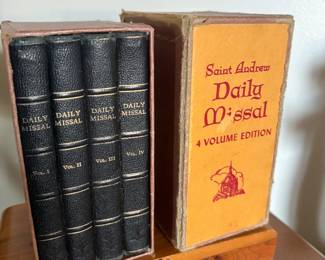 DAILY
MISSAL
VOL. I
DAILY
MISSAL
VOL. II
DAILY
MISSAL
VOL. III
DAILY
MISSAL
VOL. IV
Saint Andrew
Daily
Missal
4 VOLUME EDITION